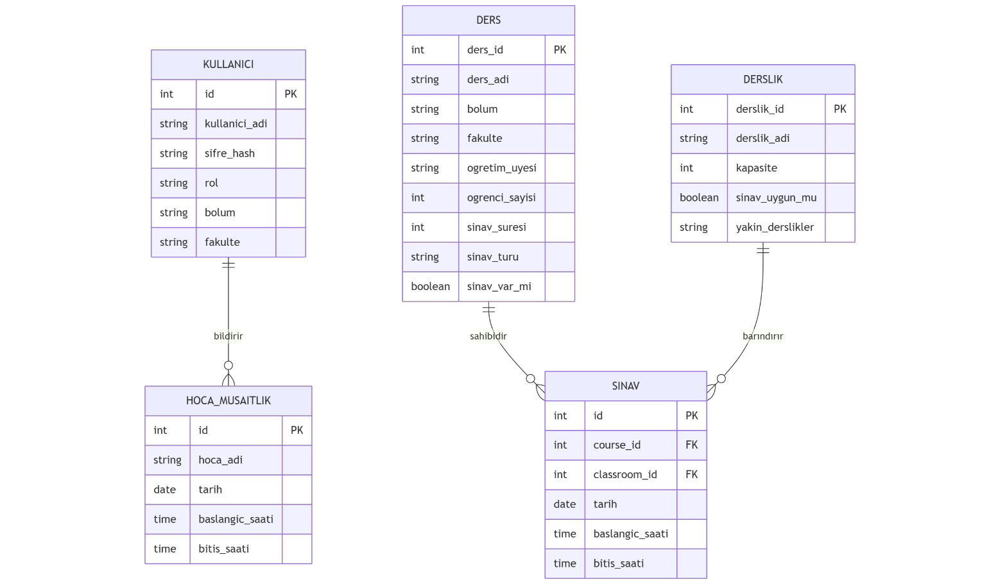 KULLANICI
int id PK
string kullanici_adi
string sifre_hash
string rol
string bolum
string fakulte
DERS
int ders_id PK
string ders_adi
string bolum
string fakulte
string ogretim_uyesi
int ogrenci_sayisi
int sinav_suresi
string sinav_turu
boolean sinav_var_mi
DERSLIK
int derslik_id PK
string derslik_adi
int kapasite
boolean sinav_uygun_mu
string yakin_derslikler
bildirir
sahibidir
barındırır
HOCA_MUSAITLIK
int id PK
string hoca_adi
date tarih
time baslangic_saati
time bitis_saati
SINAV
int id PK
int course_id FK
int classroom_id FK
date tarih
time baslangic_saati
time bitis_saati